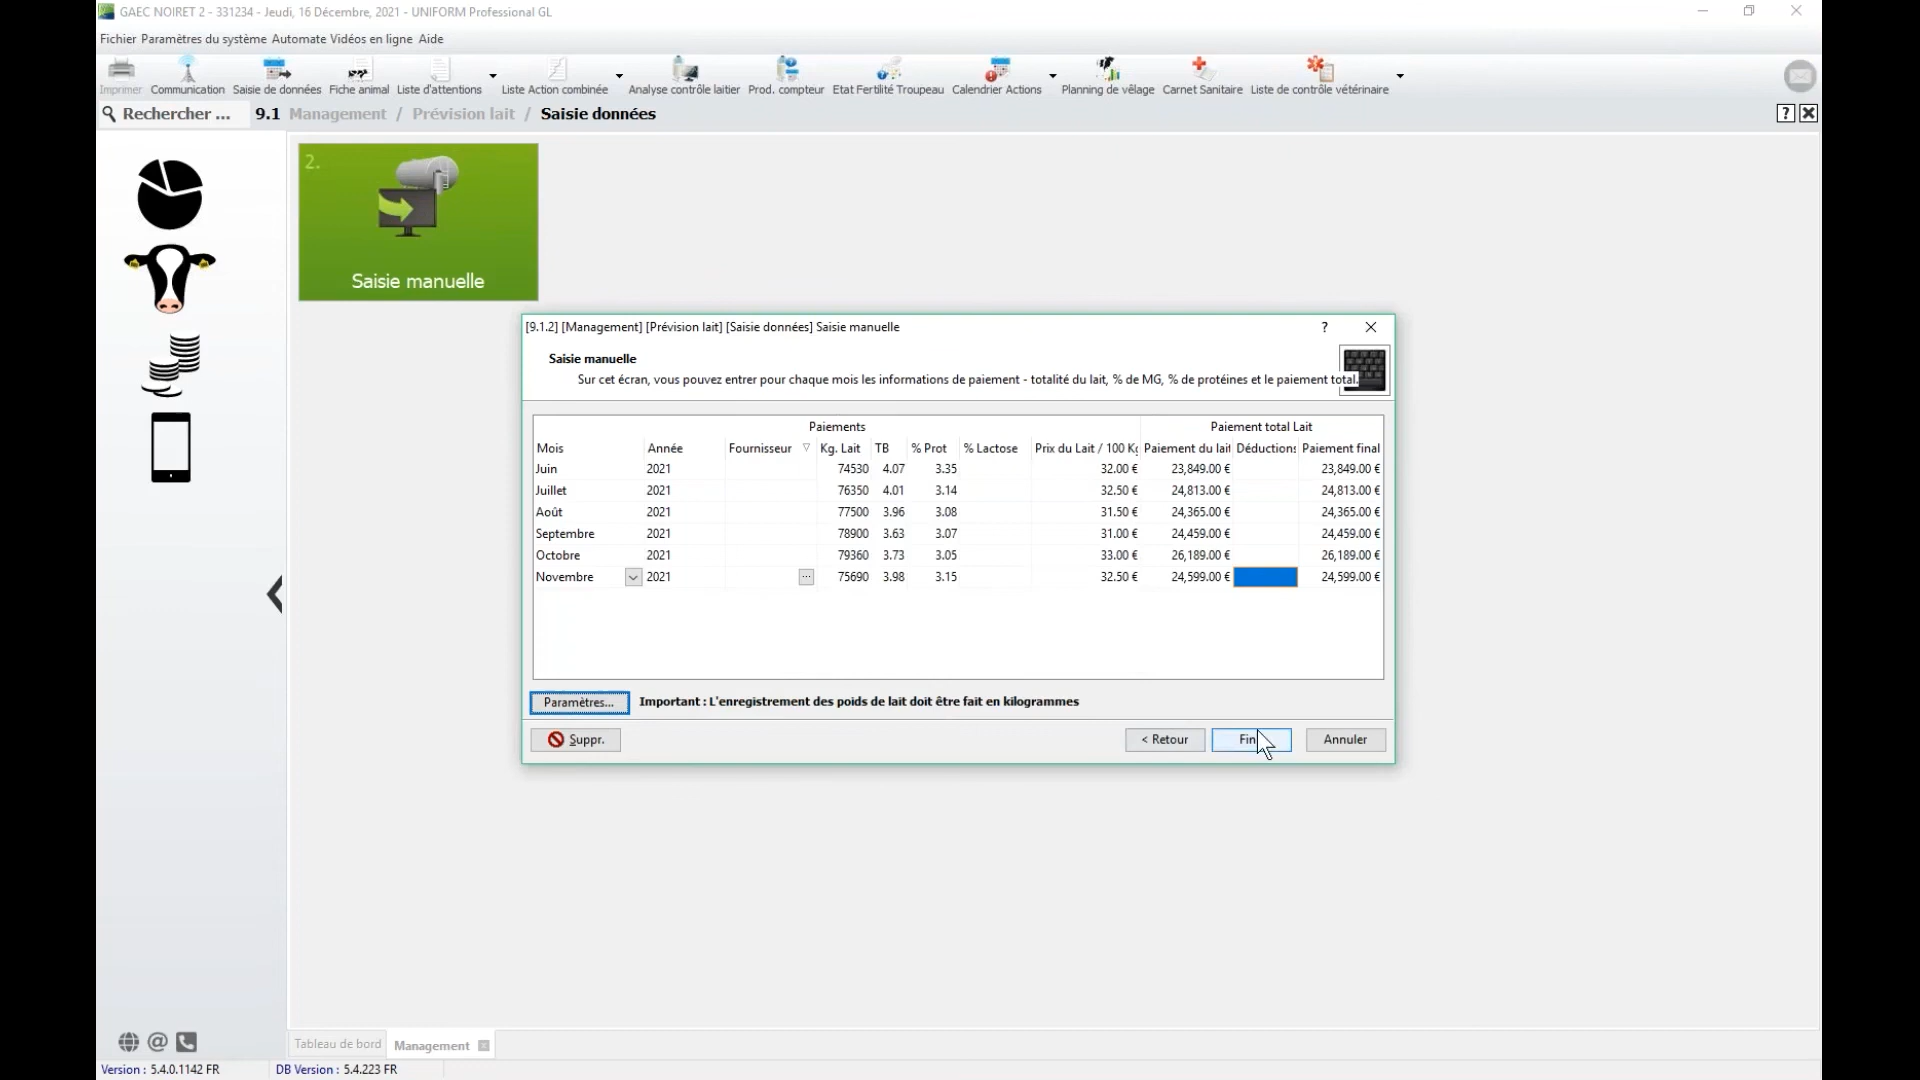 GAEC NOIRET 2 - 331234 - Jeudi, 16 Décembre, 2021 - UNIFORM Professional GL
Fichier Paramètres du système Automate Vidéos en ligne Aide
Imprimer Communication Saisie de données Fiche animal Liste d'attentions Liste Action combinée Analyse contrôle laitier Prod. compteur Etat Fertilité Troupeau Calendrier Actions Planning de vêlage Carnet Sanitaire Liste de contrôle vétérinaire
Rechercher ... 9.1 Management / Prévision lait / Saisie données ?
2.
Saisie manuelle
[9.1.2] [Management] [Prévision lait] [Saisie données] Saisie manuelle ?
Saisie manuelle
Sur cet écran, vous pouvez entrer pour chaque mois les informations de paiement - totalité du lait, % de MG, % de protéines et le paiement total.
Paiements Paiement total Lait
Mois Année Fournisseur Kg. Lait TB % Prot % Lactose Prix du Lait / 100 Kg Paiement du lait Déductions Paiement final
Juin 2021 74530 4.07 3.35 32.00 € 23,849.00 € 23,849.00 €
Juillet 2021 76350 4.01 3.14 32.50 € 24,813.00 € 24,813.00 €
Août 2021 77500 3.96 3.08 31.50 € 24,365.00 € 24,365.00 €
Septembre 2021 78900 3.63 3.07 31.00 € 24,459.00 € 24,459.00 €
Octobre 2021 79360 3.73 3.05 33.00 € 26,189.00 € 26,189.00 €
Novembre 2021 ... 75690 3.98 3.15 32.50 € 24,599.00 € 24,599.00 €
Paramètres... Important : L'enregistrement des poids de lait doit être fait en kilogrammes
Suppr. < Retour Fin Annuler
Tableau de bord Management
Version : 5.4.0.1142 FR DB Version : 5.4.223 FR